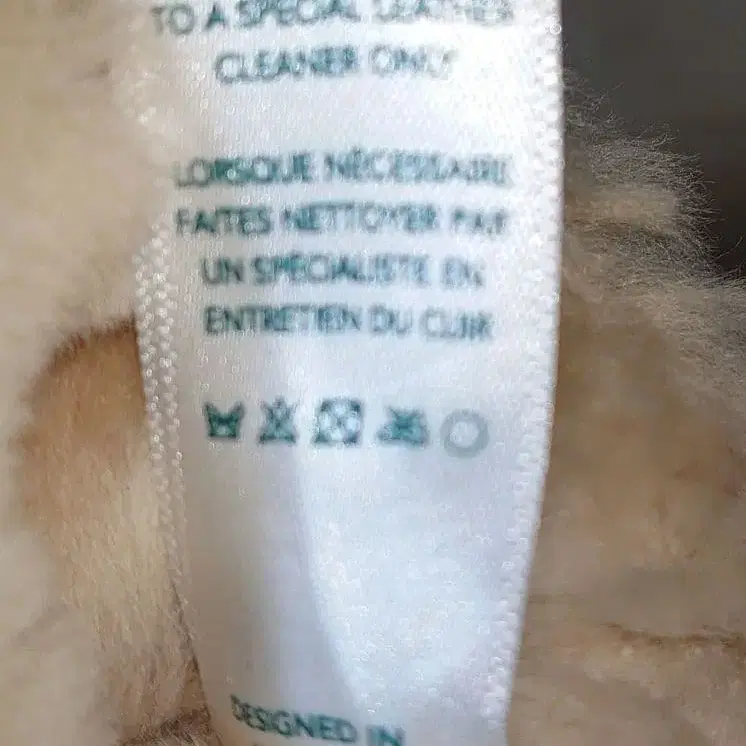 TO A SPECIAL LEATHER
CLEANER ONLY
LORSQUE NÉCESSAIRE
FAITES NETTOYER PAR
UN SPÉCIALISTE EN
ENTRETIEN DU CUIR
DESIGNED IN